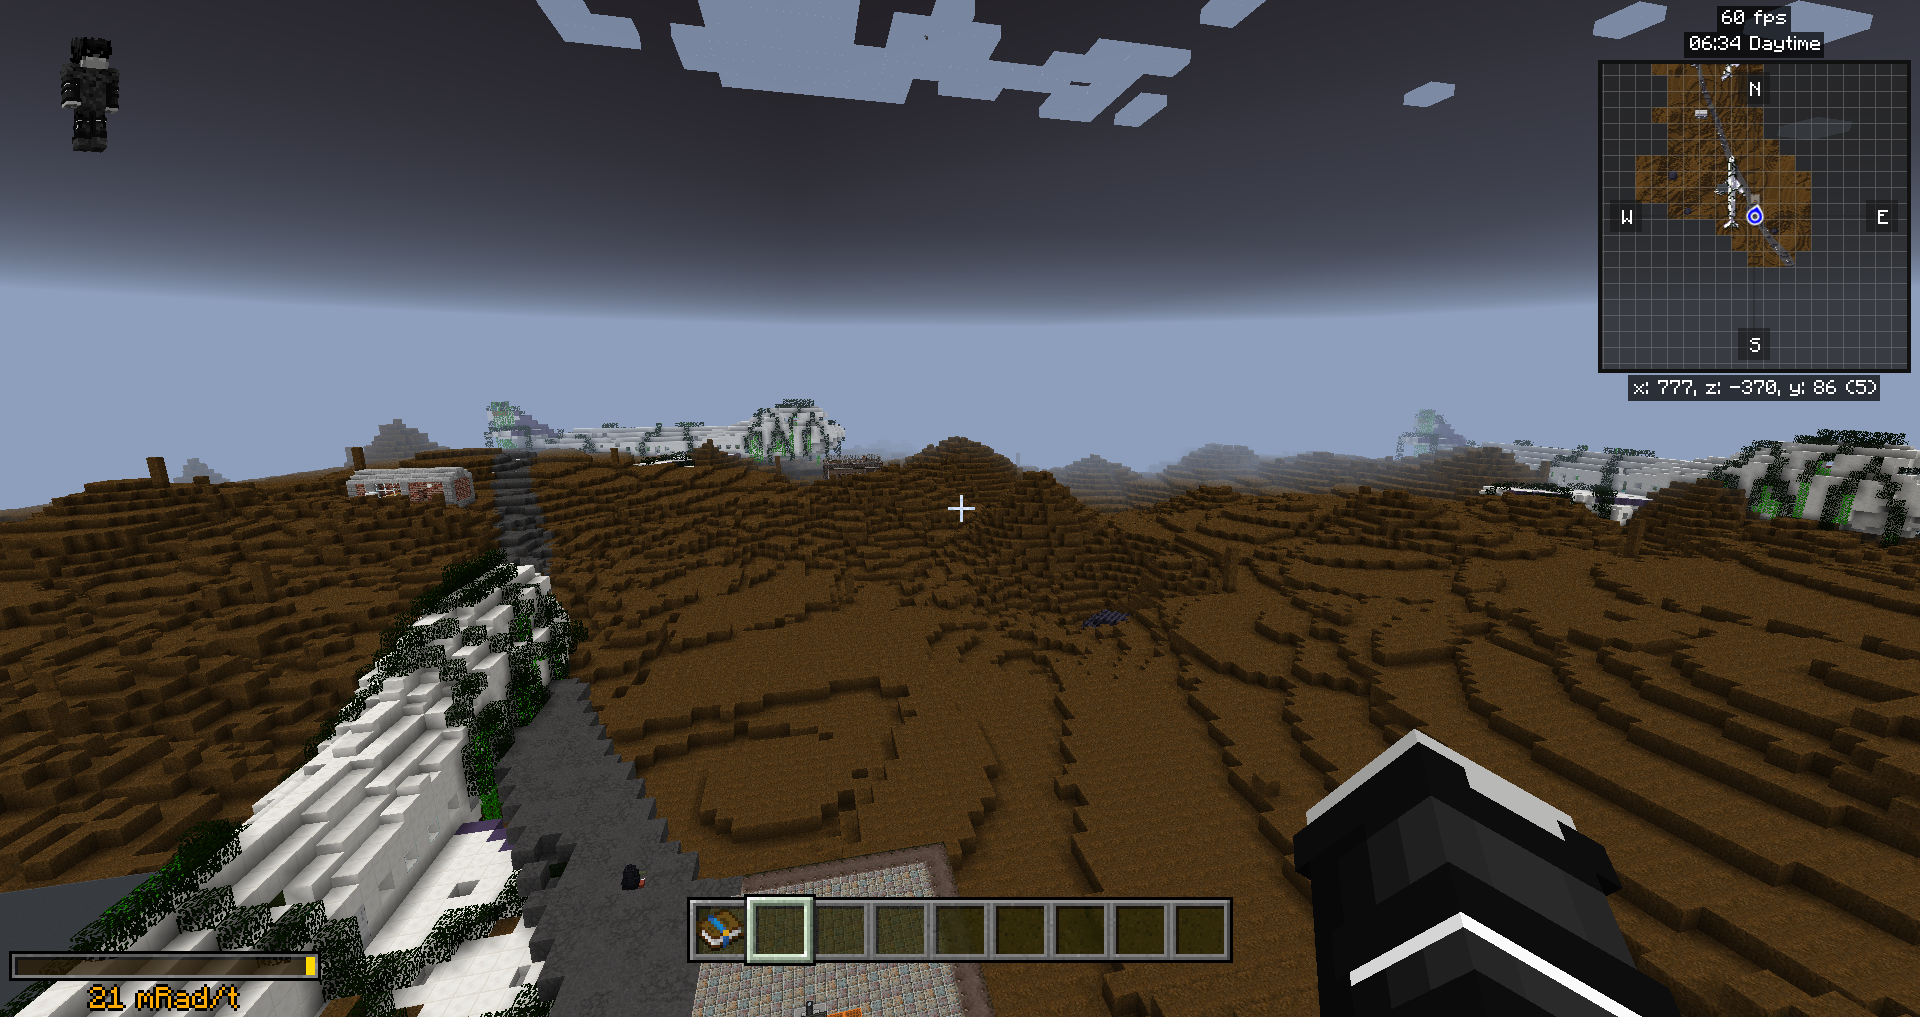 60 fps
06:34 Daytime
N
W
E
S
x: 777, z: -370, y: 86 (5)
21 mRad/t